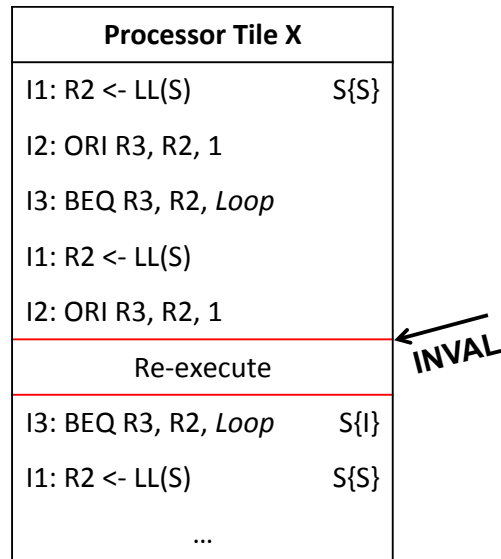 Processor Tile X
I1: R2 <- LL(S) S{S}
I2: ORI R3, R2, 1
I3: BEQ R3, R2, Loop
I1: R2 <- LL(S)
I2: ORI R3, R2, 1
INVAL
Re-execute
I3: BEQ R3, R2, Loop S{I}
I1: R2 <- LL(S) S{S}
...